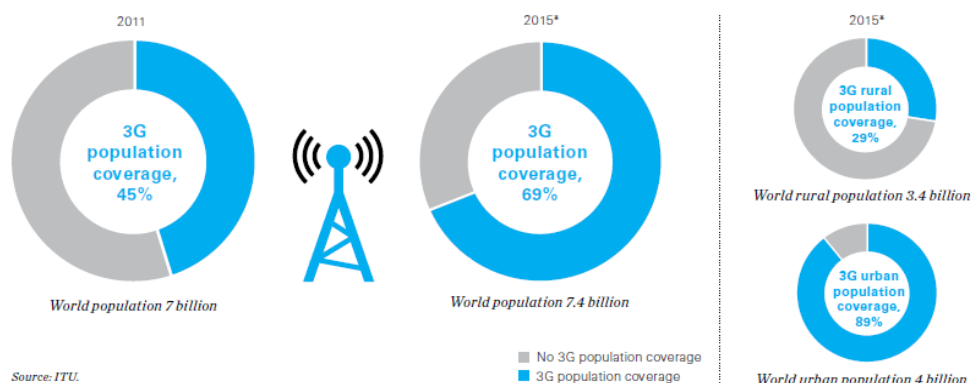 2011
3G
population
coverage,
45%
World population 7 billion
2015*
3G
population
coverage,
69%
World population 7.4 billion
2015*
3G rural
population
coverage,
29%
World rural population 3.4 billion
3G urban
population
coverage,
89%
World urban population 4 billion
No 3G population coverage
3G population coverage
Source: ITU.